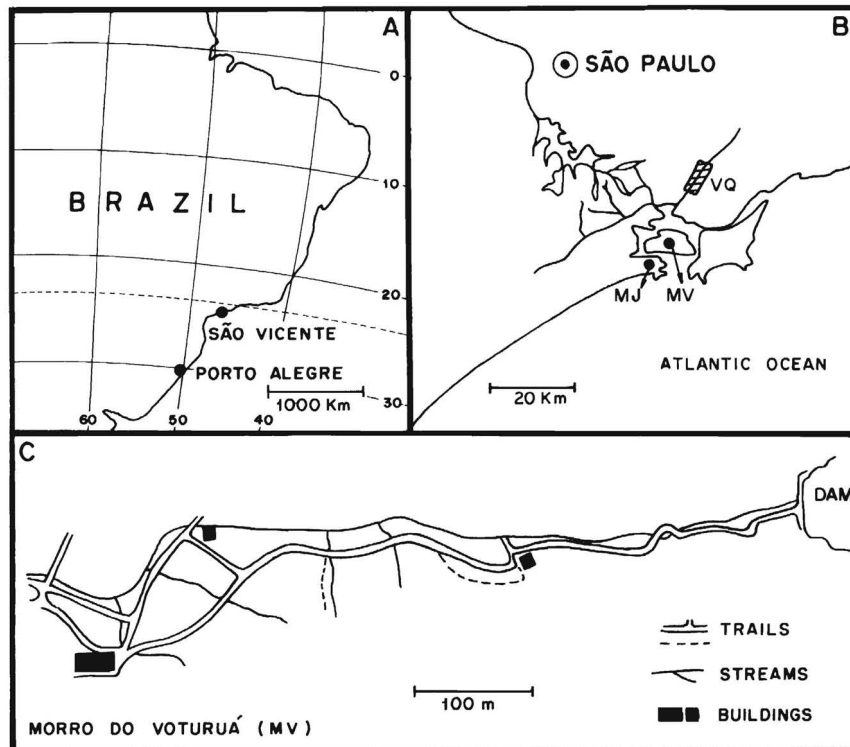 A
0
BRAZIL
10
20
SÃO VICENTE
PORTO ALEGRE
1000 Km
60
50
40
30
B
SÃO PAULO
VQ
MJ
MV
ATLANTIC OCEAN
20 Km
C
DAM
TRAILS
STREAMS
100 m
BUILDINGS
MORRO DO VOTURUÁ (MV)